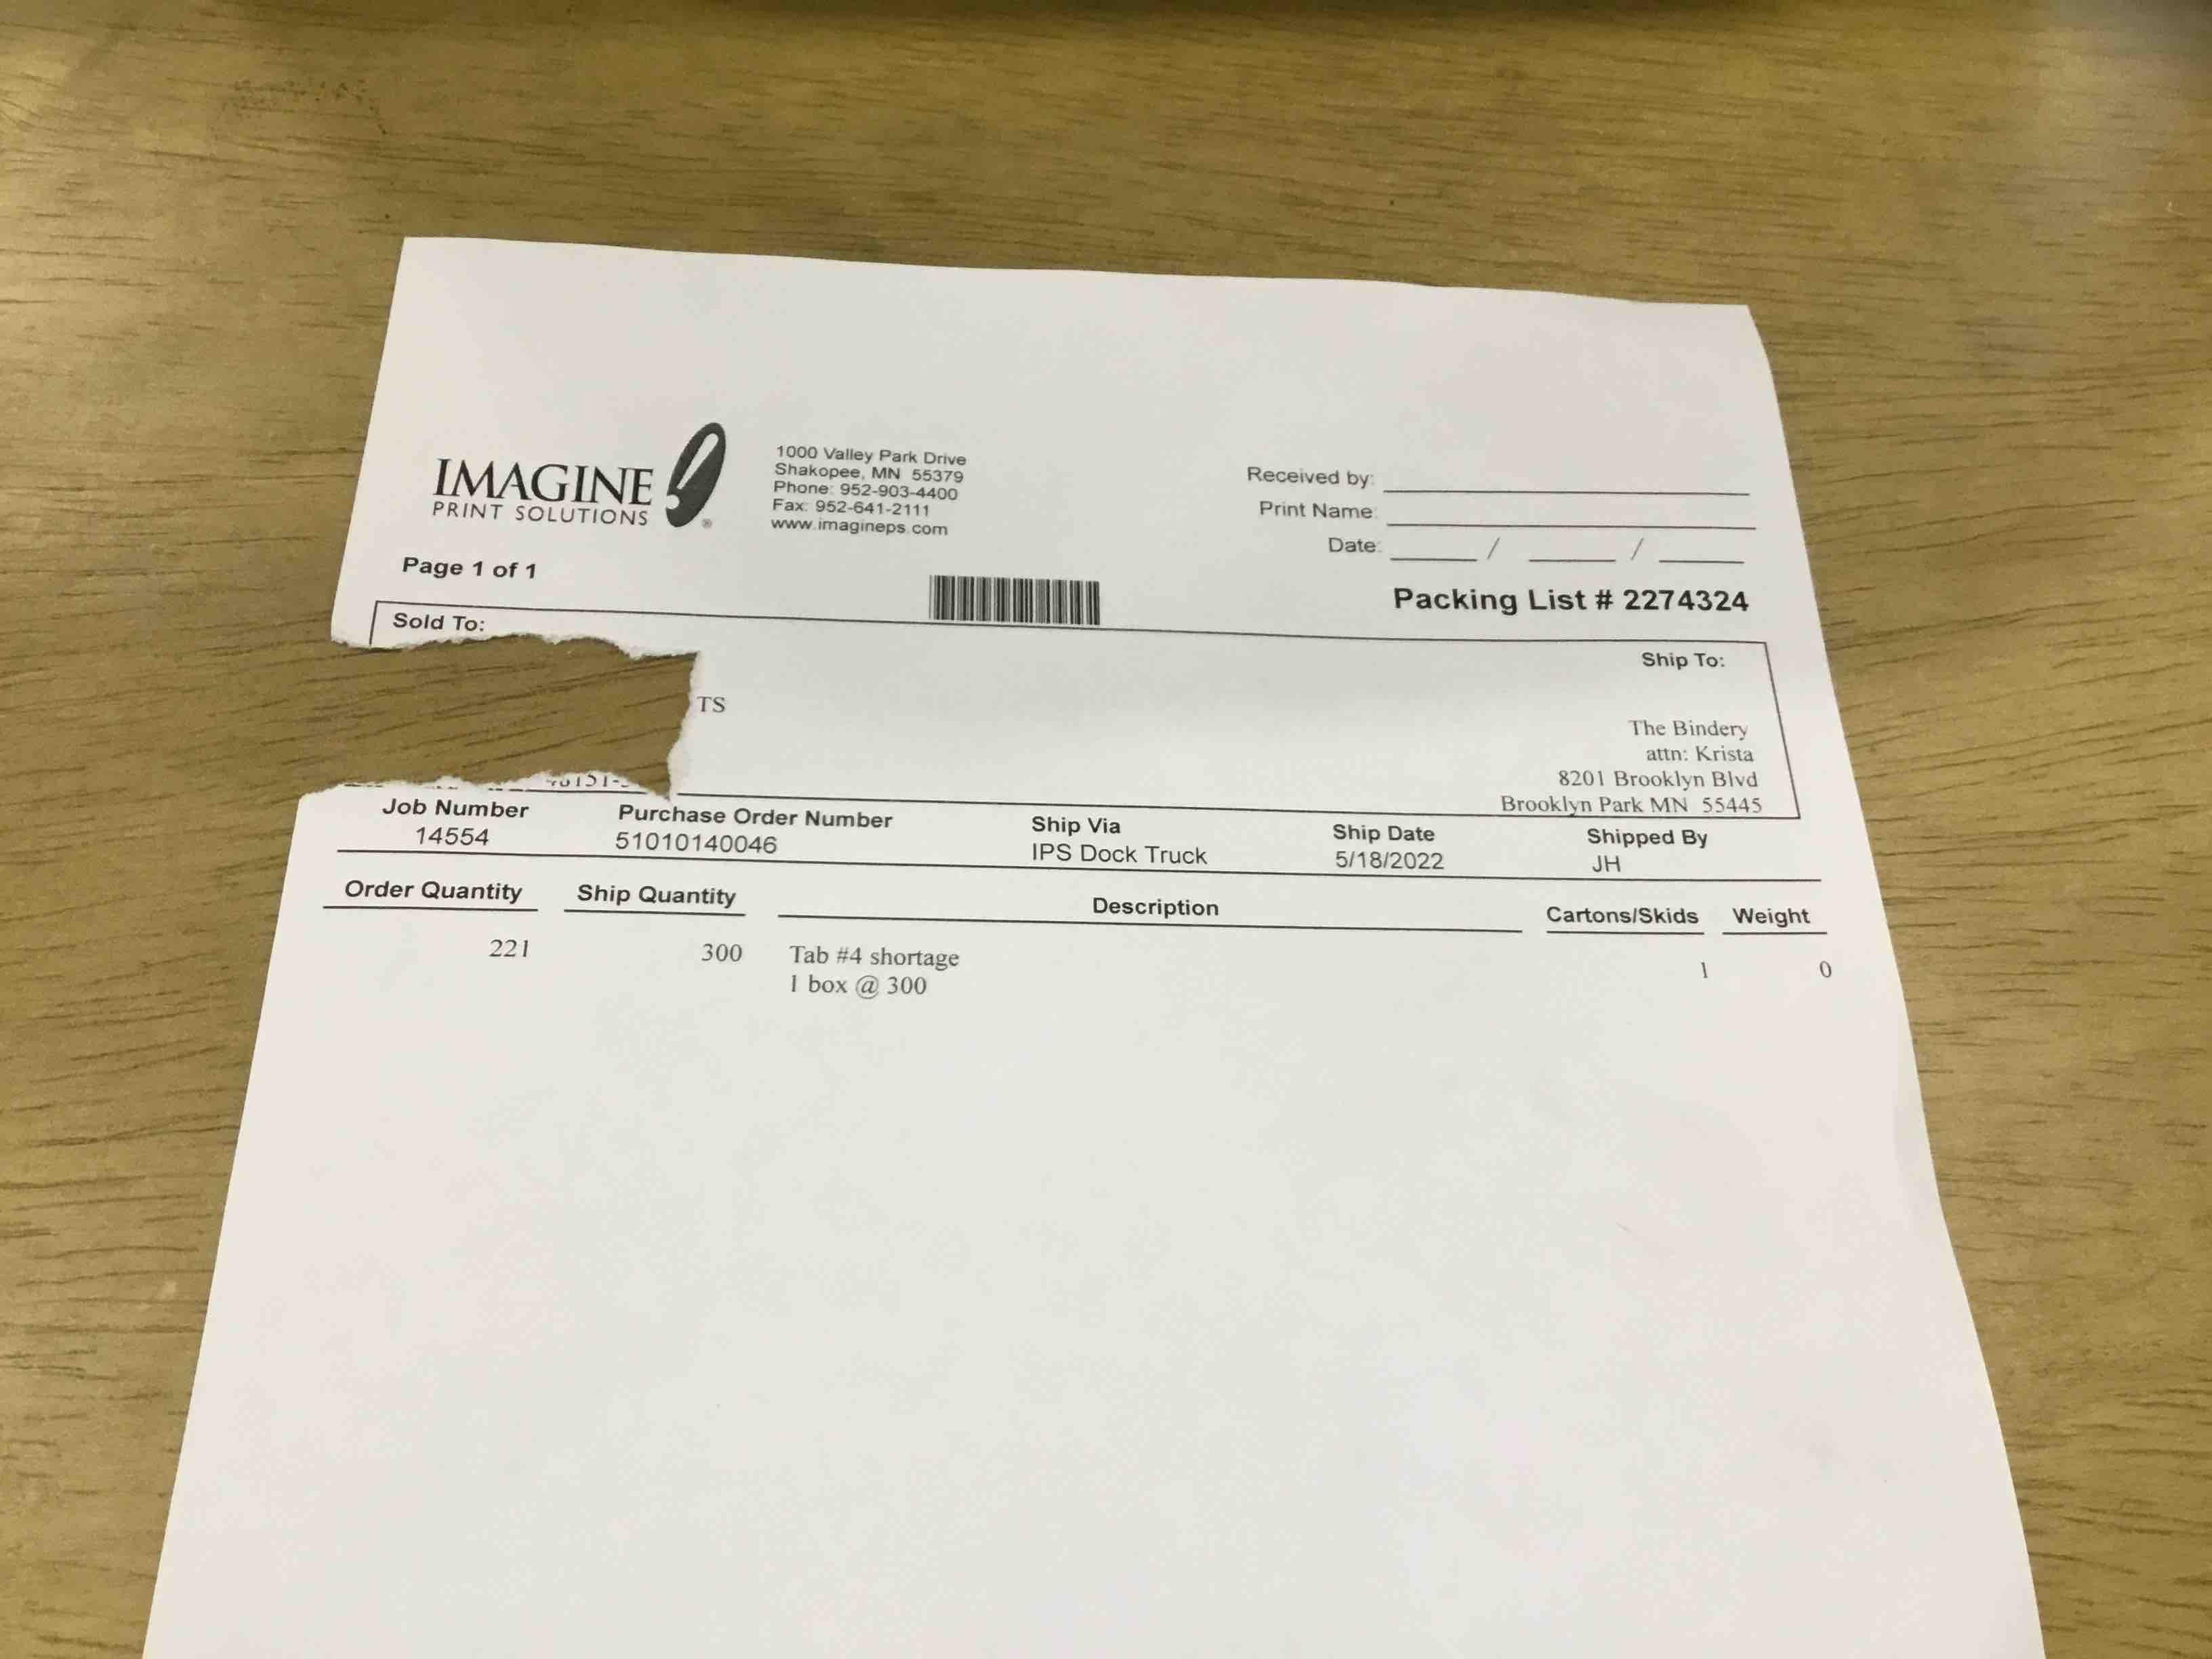 IMAGINE
PRINT SOLUTIONS
®
1000 Valley Park Drive
Shakopee, MN 55379
Phone: 952-903-4400
Fax: 952-641-2111
www.imagineps.com
Received by:
Print Name:
Date: / /
Page 1 of 1
Packing List # 2274324
Sold To:
TS
Ship To:
The Bindery
attn: Krista
8201 Brooklyn Blvd
Brooklyn Park MN 55445
Job Number Purchase Order Number Ship Via Ship Date Shipped By
14554 51010140046 IPS Dock Truck 5/18/2022 JH
Order Quantity Ship Quantity Description Cartons/Skids Weight
221 300 Tab #4 shortage 1 0
1 box @ 300